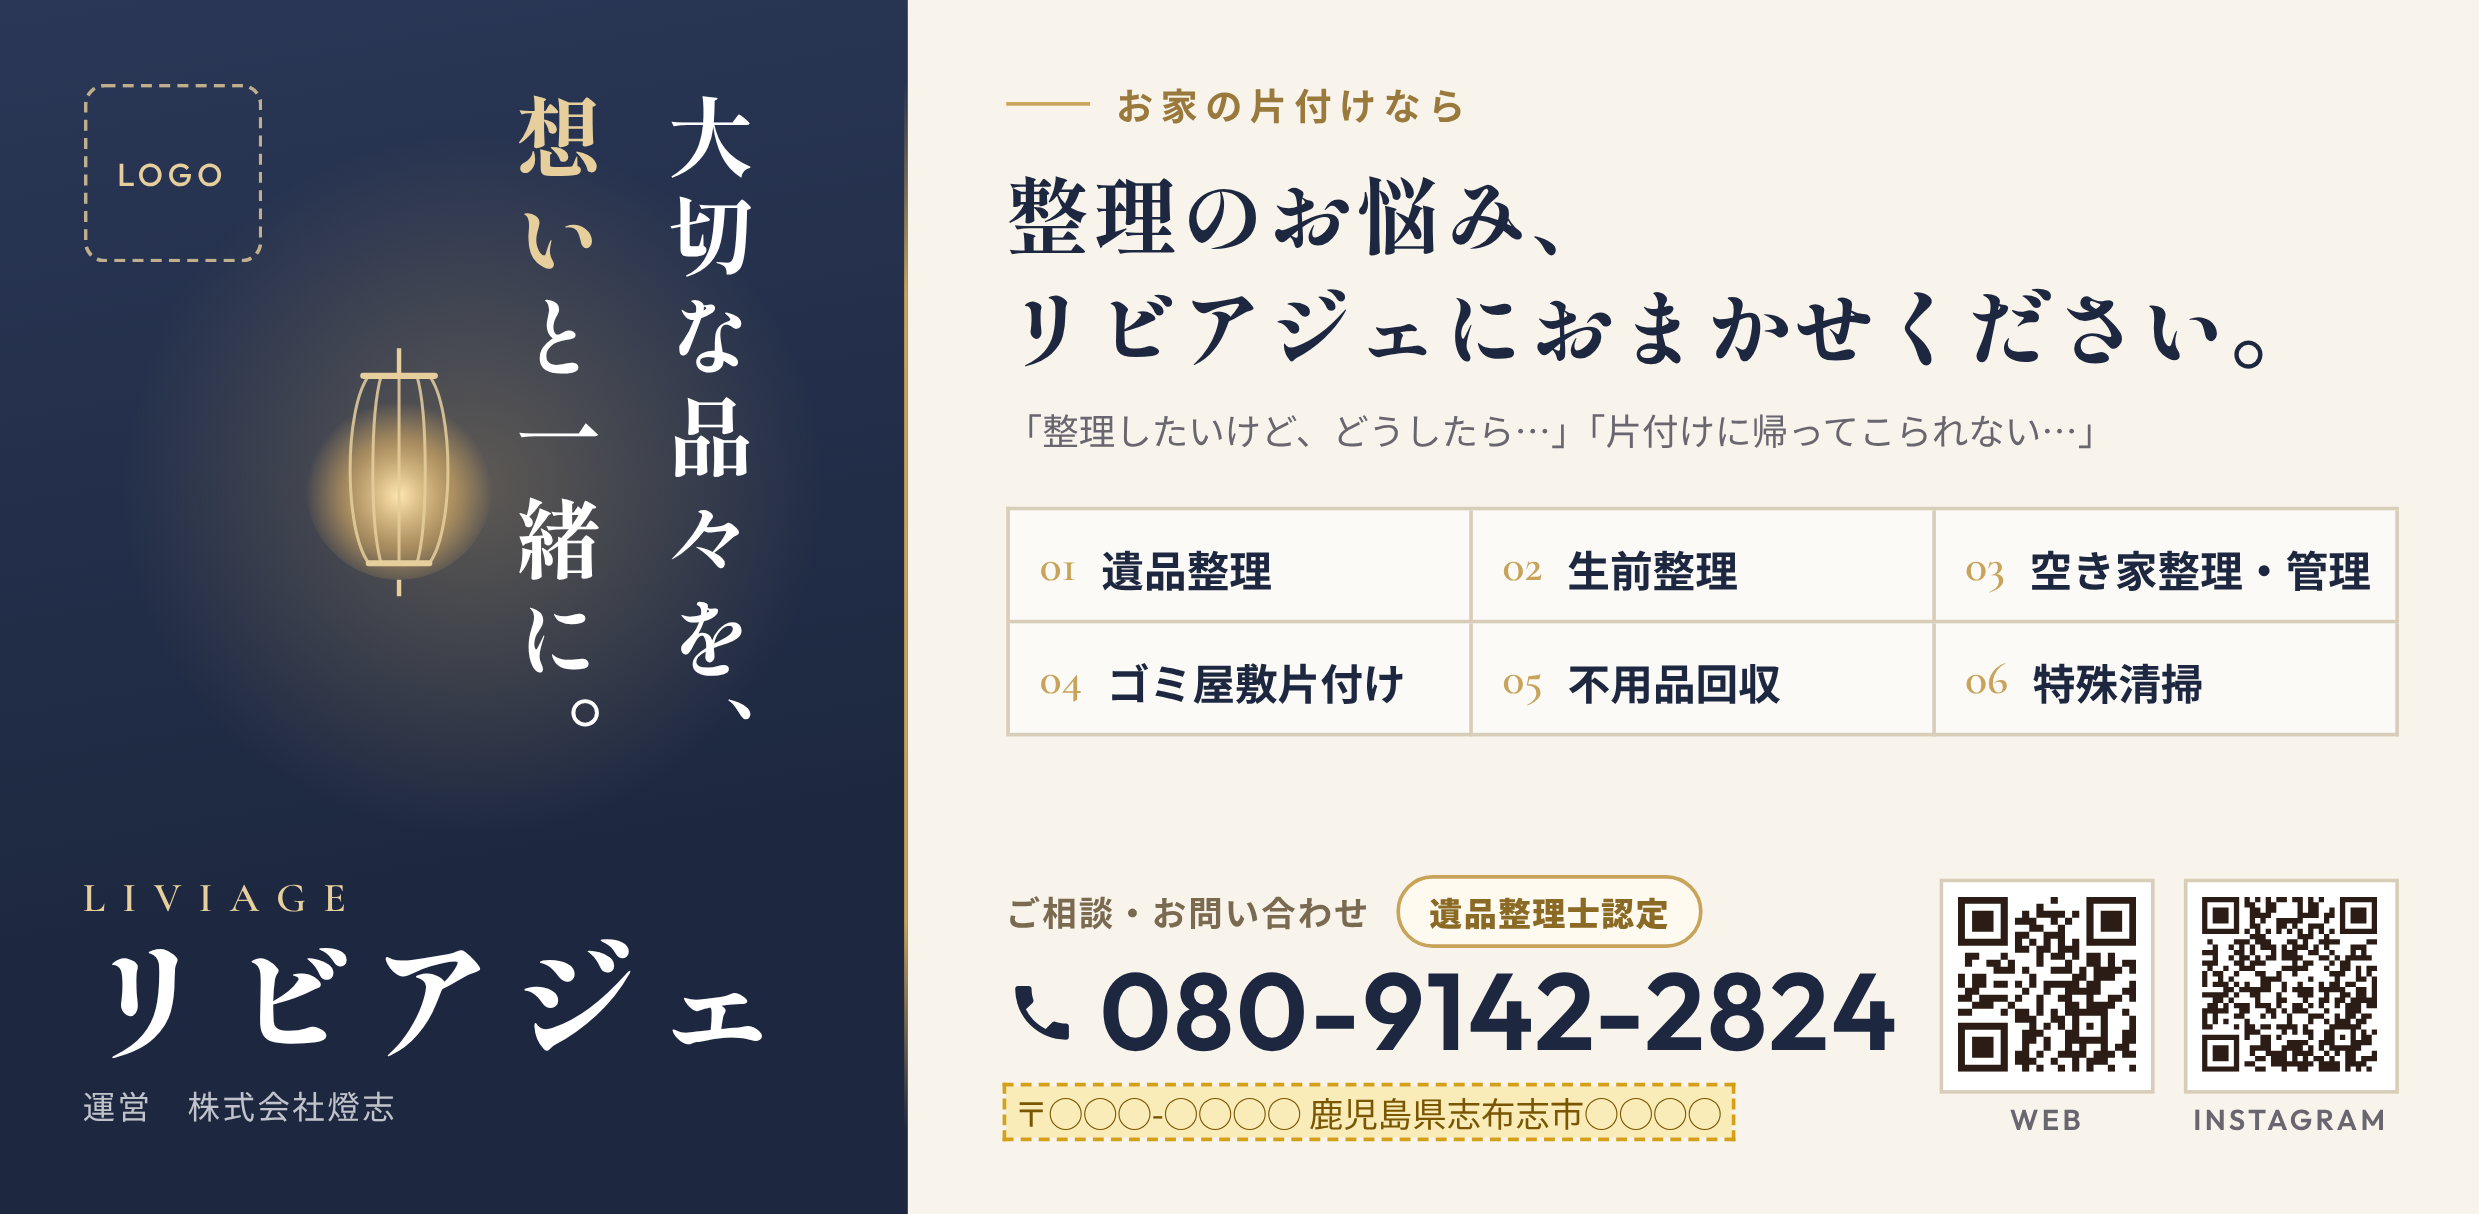 LOGO
大切な品々を、
想いと一緒に。
LIVIAGE
リビアジェ
運営　株式会社燈志
お家の片付けなら
整理のお悩み、
リビアジェにおまかせください。
「整理したいけど、どうしたら…」「片付けに帰ってこられない…」
01 遺品整理
02 生前整理
03 空き家整理・管理
04 ゴミ屋敷片付け
05 不用品回収
06 特殊清掃
ご相談・お問い合わせ
遺品整理士認定
080-9142-2824
〒〇〇〇-〇〇〇〇 鹿児島県志布志市〇〇〇〇
WEB
INSTAGRAM